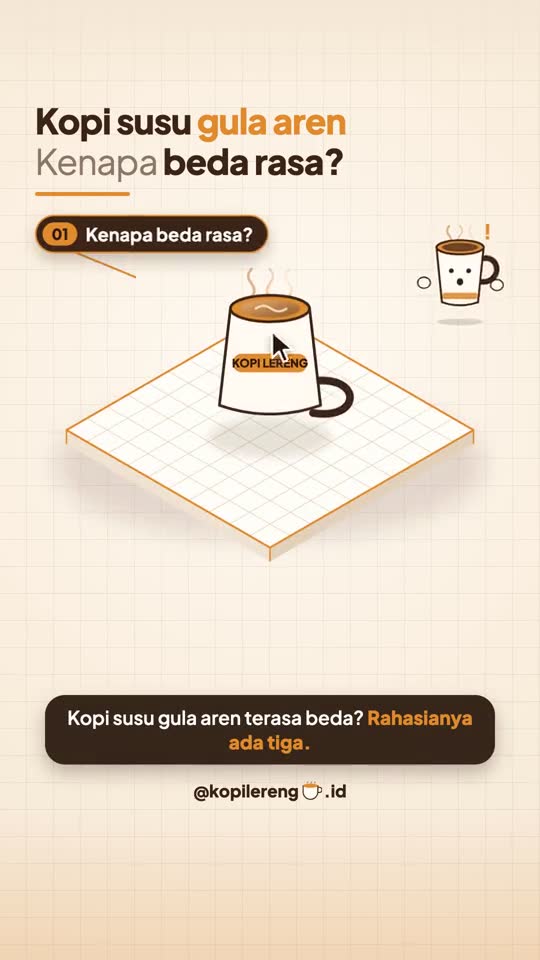 Kopi susu gula aren
Kenapa beda rasa?
01 Kenapa beda rasa?
!
KOPI LERENG
Kopi susu gula aren terasa beda? Rahasianya
ada tiga.
@kopilereng .id